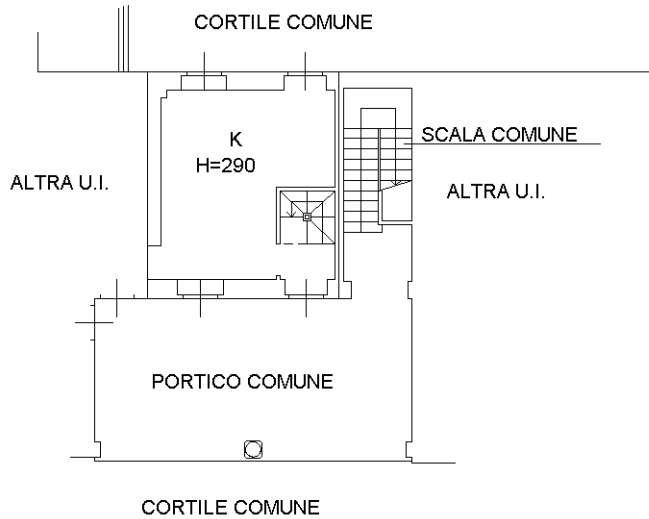 CORTILE COMUNE
K
H=290
SCALA COMUNE
ALTRA U.I.
ALTRA U.I.
PORTICO COMUNE
CORTILE COMUNE